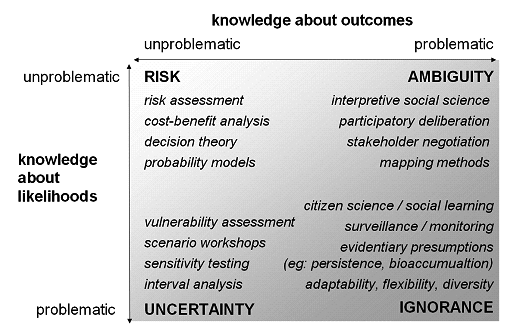 knowledge about outcomes
unproblematic problematic
unproblematic
RISK AMBIGUITY
risk assessment interpretive social science
cost-benefit analysis participatory deliberation
decision theory stakeholder negotiation
probability models mapping methods
knowledge
about
likelihoods
citizen science / social learning
vulnerability assessment surveillance / monitoring
scenario workshops evidentiary presumptions
sensitivity testing (eg: persistence, bioaccumualtion)
interval analysis adaptability, flexibility, diversity
problematic
UNCERTAINTY IGNORANCE